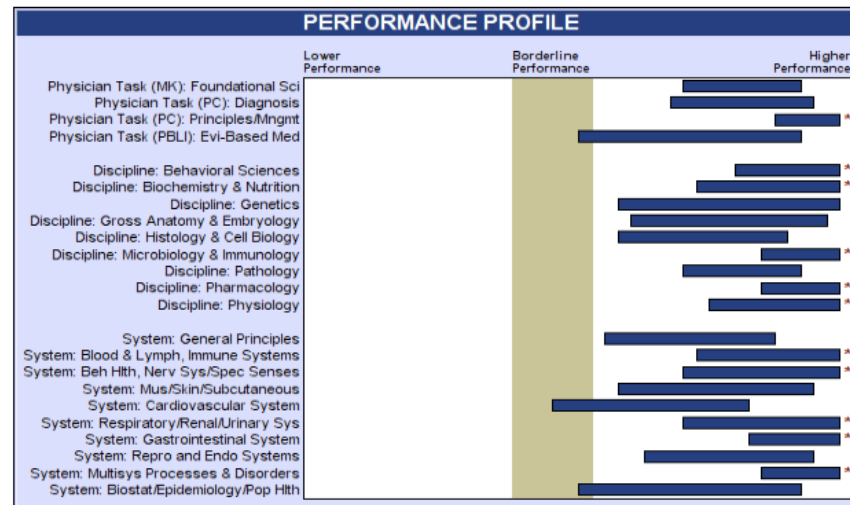 PERFORMANCE PROFILE
Lower Performance
Borderline Performance
Higher Performance
Physician Task (MK): Foundational Sci
Physician Task (PC): Diagnosis
Physician Task (PC): Principles/Mngmt *
Physician Task (PBLI): Evi-Based Med
Discipline: Behavioral Sciences *
Discipline: Biochemistry & Nutrition *
Discipline: Genetics
Discipline: Gross Anatomy & Embryology
Discipline: Histology & Cell Biology
Discipline: Microbiology & Immunology *
Discipline: Pathology
Discipline: Pharmacology *
Discipline: Physiology *
System: General Principles
System: Blood & Lymph, Immune Systems *
System: Beh Hlth, Nerv Sys/Spec Senses *
System: Mus/Skin/Subcutaneous
System: Cardiovascular System
System: Respiratory/Renal/Urinary Sys *
System: Gastrointestinal System *
System: Repro and Endo Systems
System: Multisys Processes & Disorders *
System: Biostat/Epidemiology/Pop Hlth